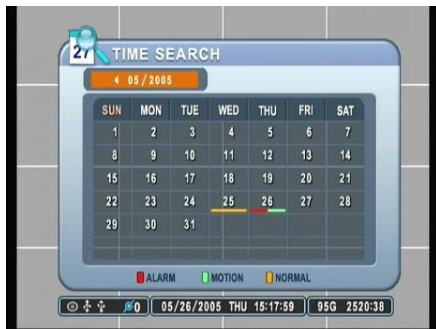 27 TIME SEARCH
05/2005
SUN MON TUE WED THU FRI SAT
1 2 3 4 5 6 7
8 9 10 11 12 13 14
15 16 17 18 19 20 21
22 23 24 25 26 27 28
29 30 31
ALARM MOTION NORMAL
0 05/26/2005 THU 15:17:59 95G 2520:38